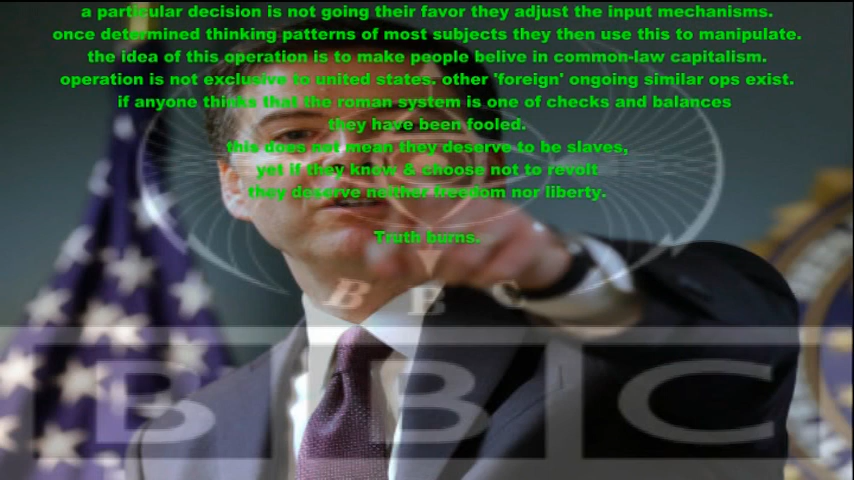 a particular decision is not going their favor they adjust the input mechanisms.
once determined thinking patterns of most subjects they then use this to manipulate.
the idea of this operation is to make people belive in common-law capitalism.
operation is not exclusive to united states. other 'foreign' ongoing similar ops exist.
if anyone thinks that the roman system is one of checks and balances
they have been fooled.
this does not mean they deserve to be slaves,
yet if they know & choose not to revolt
they deserve neither freedom nor liberty.
Truth burns.
B B C
B B C